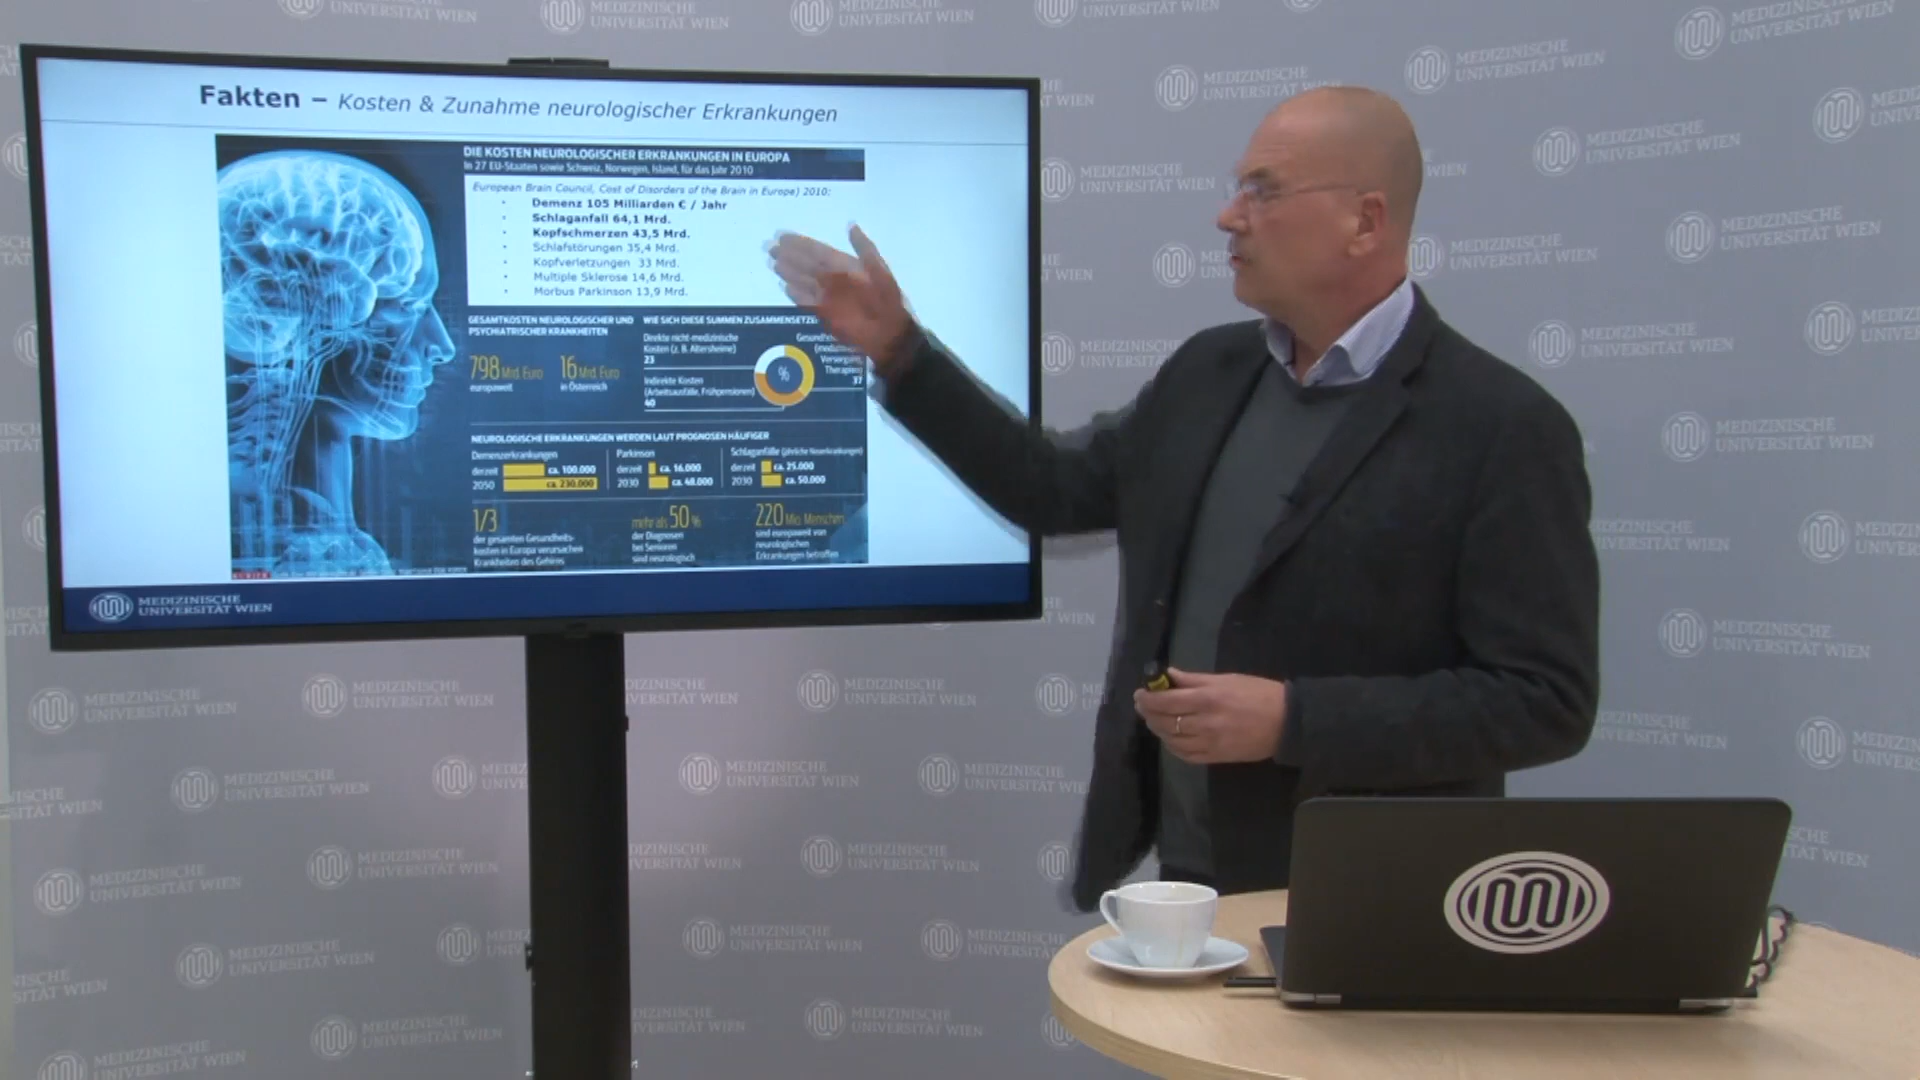 Fakten – Kosten & Zunahme neurologischer Erkrankungen
DIE KOSTEN NEUROLOGISCHER ERKRANKUNGEN IN EUROPA
In 27 EU-Staaten sowie Schweiz, Norwegen, Island, für das Jahr 2010
European Brain Council, Cost of Disorders of the Brain in Europe) 2010:
• Demenz 105 Milliarden € / Jahr
• Schlaganfall 64,1 Mrd.
• Kopfschmerzen 43,5 Mrd.
• Schlafstörungen 35,4 Mrd.
• Kopfverletzungen 33 Mrd.
• Multiple Sklerose 14,6 Mrd.
• Morbus Parkinson 13,9 Mrd.
GESAMTKOSTEN NEUROLOGISCHER UND
PSYCHIATRISCHER KRANKHEITEN
798 Mrd. Euro
europaweit
16 Mrd. Euro
in Österreich
WIE SICH DIESE SUMMEN ZUSAMMENSETZE
Direkte nicht-medizinische
Kosten (z. B. Altersheime)
23
Indirekte Kosten
(Arbeitsausfälle, Frühpensionen)
40
%
Versorgung,
37
NEUROLOGISCHE ERKRANKUNGEN WERDEN LAUT PROGNOSEN HÄUFIGER
Demenzerkrankungen
derzeit ca. 100.000
2050 ca. 230.000
Parkinson
derzeit ca. 16.000
2030 ca. 48.000
Schlaganfälle (jährliche Neuerkrankungen)
derzeit ca. 25.000
2030 ca. 50.000
1/3
der gesamten Gesundheits-
kosten in Europa verursachen
Krankheiten des Gehirns
mehr als 50 %
der Diagnosen
bei Senioren
sind neurologisch
220 Mio. Menschen
sind europaweit von
neurologischen
Erkrankungen betroffen
MEDIZINISCHE
UNIVERSITÄT WIEN
MEDIZINISCHE
UNIVERSITÄT WIEN